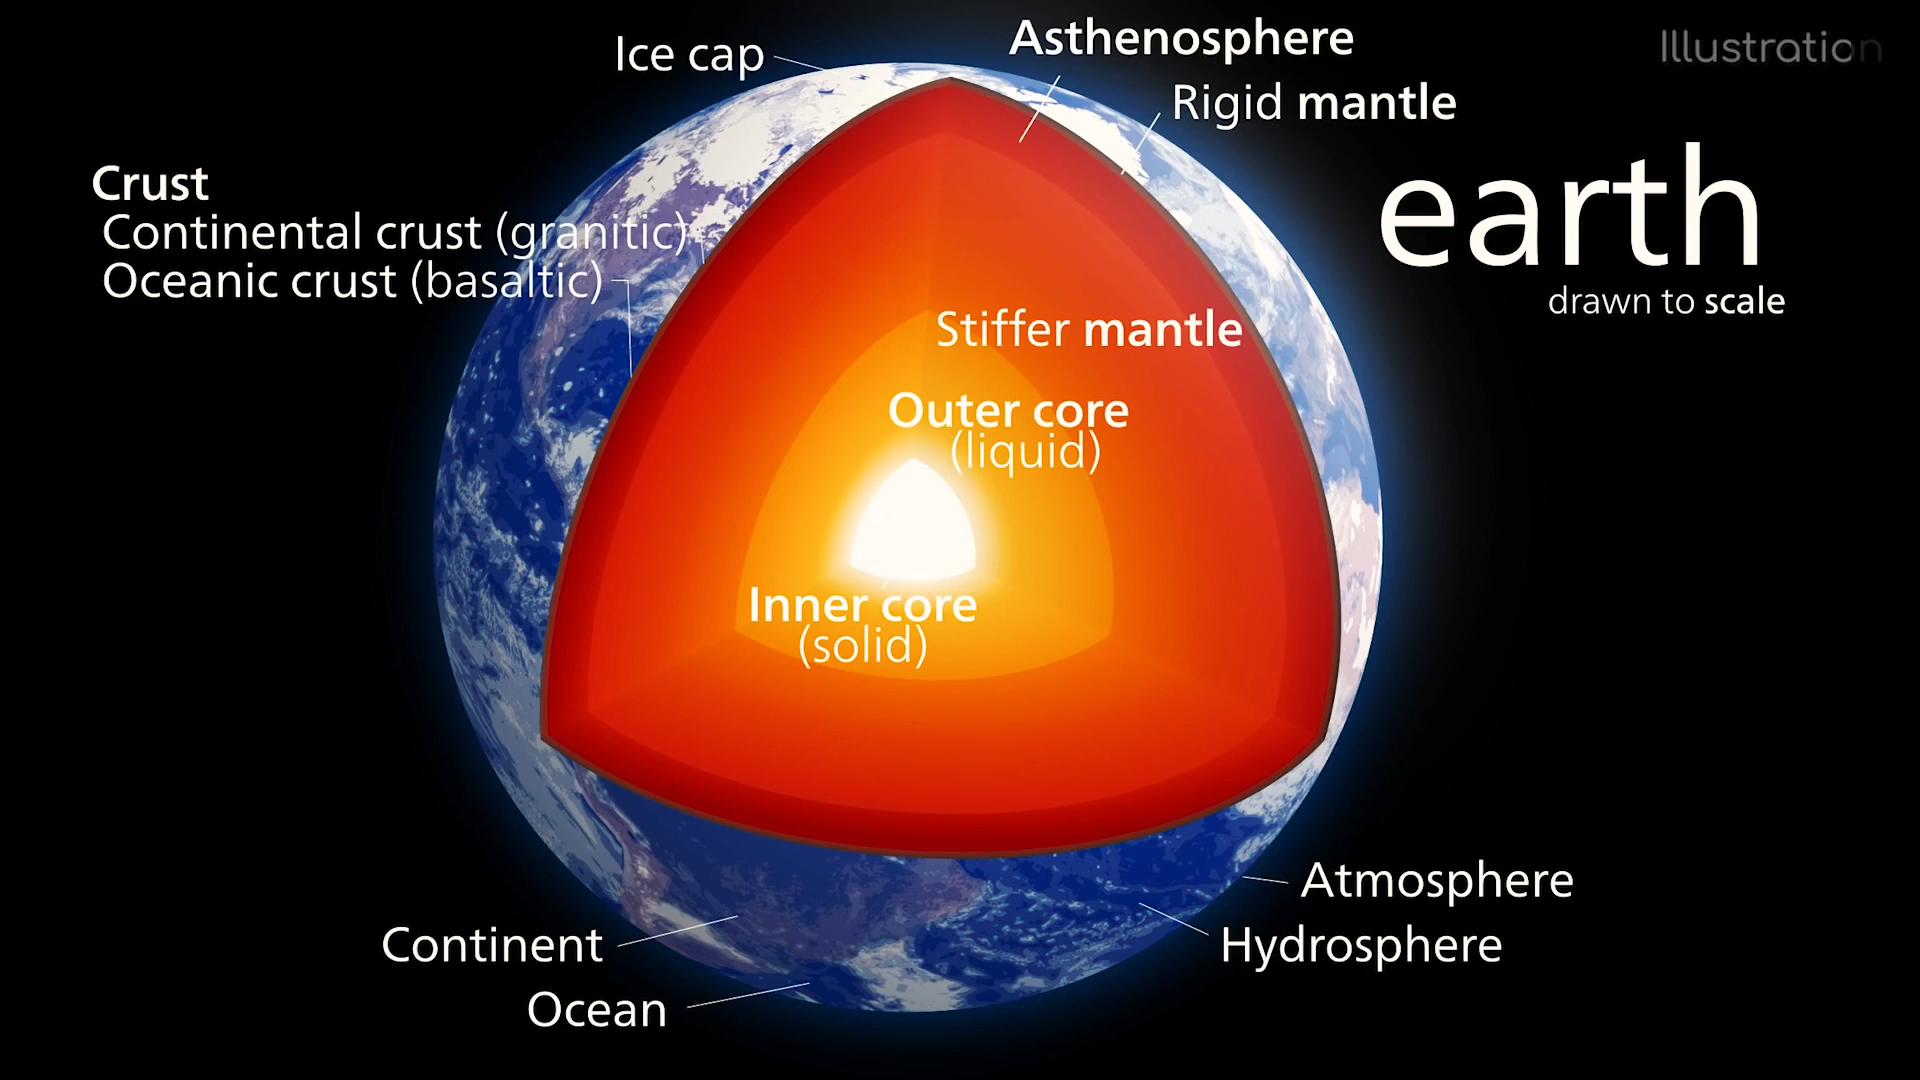 Ice cap
Asthenosphere
Illustration
Rigid mantle
Crust
Continental crust (granitic)
Oceanic crust (basaltic)
earth
drawn to scale
Stiffer mantle
Outer core
(liquid)
Inner core
(solid)
Atmosphere
Continent
Hydrosphere
Ocean